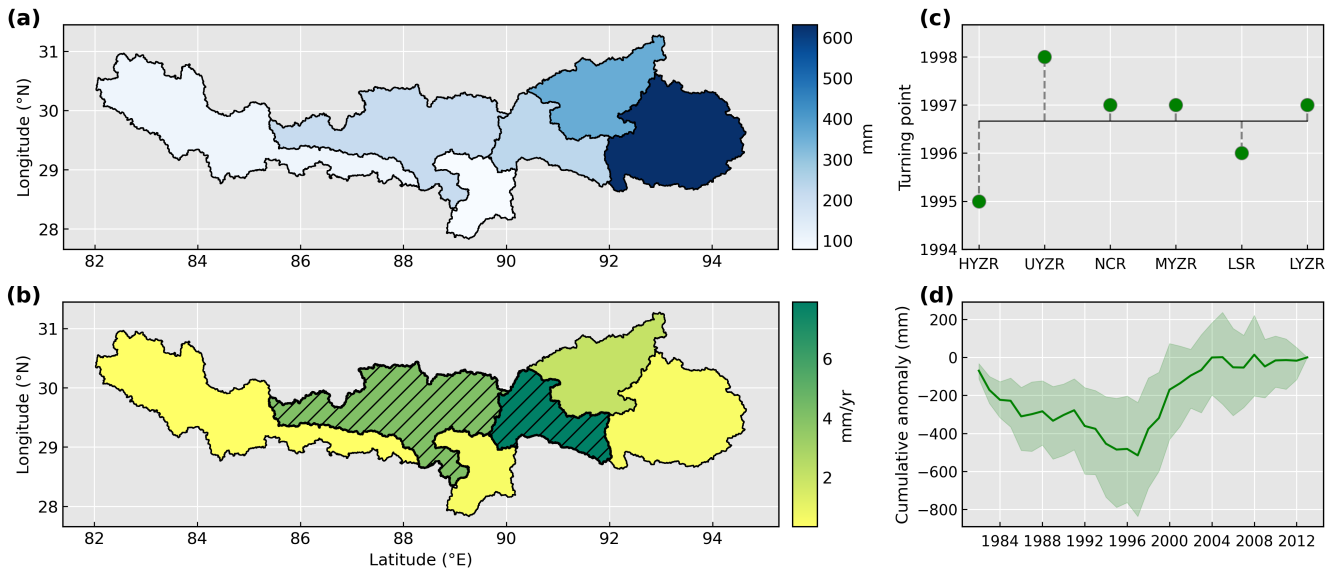 (a)
31
30
29
28
Longitude (°N)
82
84
86
88
90
92
94
600
500
400
300
200
100
mm
(b)
31
30
29
28
Longitude (°N)
82
84
86
88
90
92
94
Latitude (°E)
6
4
2
mm/yr
(c)
1998
1997
1996
1995
1994
Turning point
HYZR
UYZR
NCR
MYZR
LSR
LYZR
(d)
200
0
−200
−400
−600
−800
Cumulative anomaly (mm)
1984
1988
1992
1996
2000
2004
2008
2012